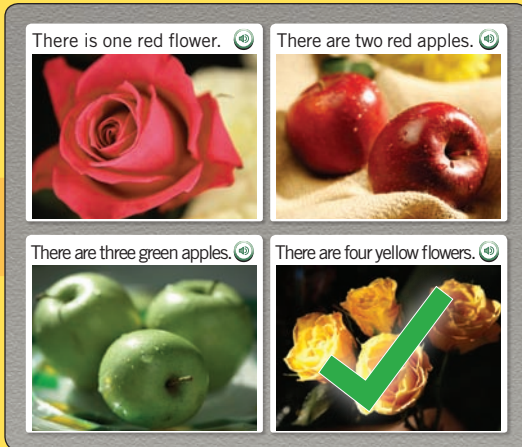 There is one red flower.
There are two red apples.
There are three green apples.
There are four yellow flowers.